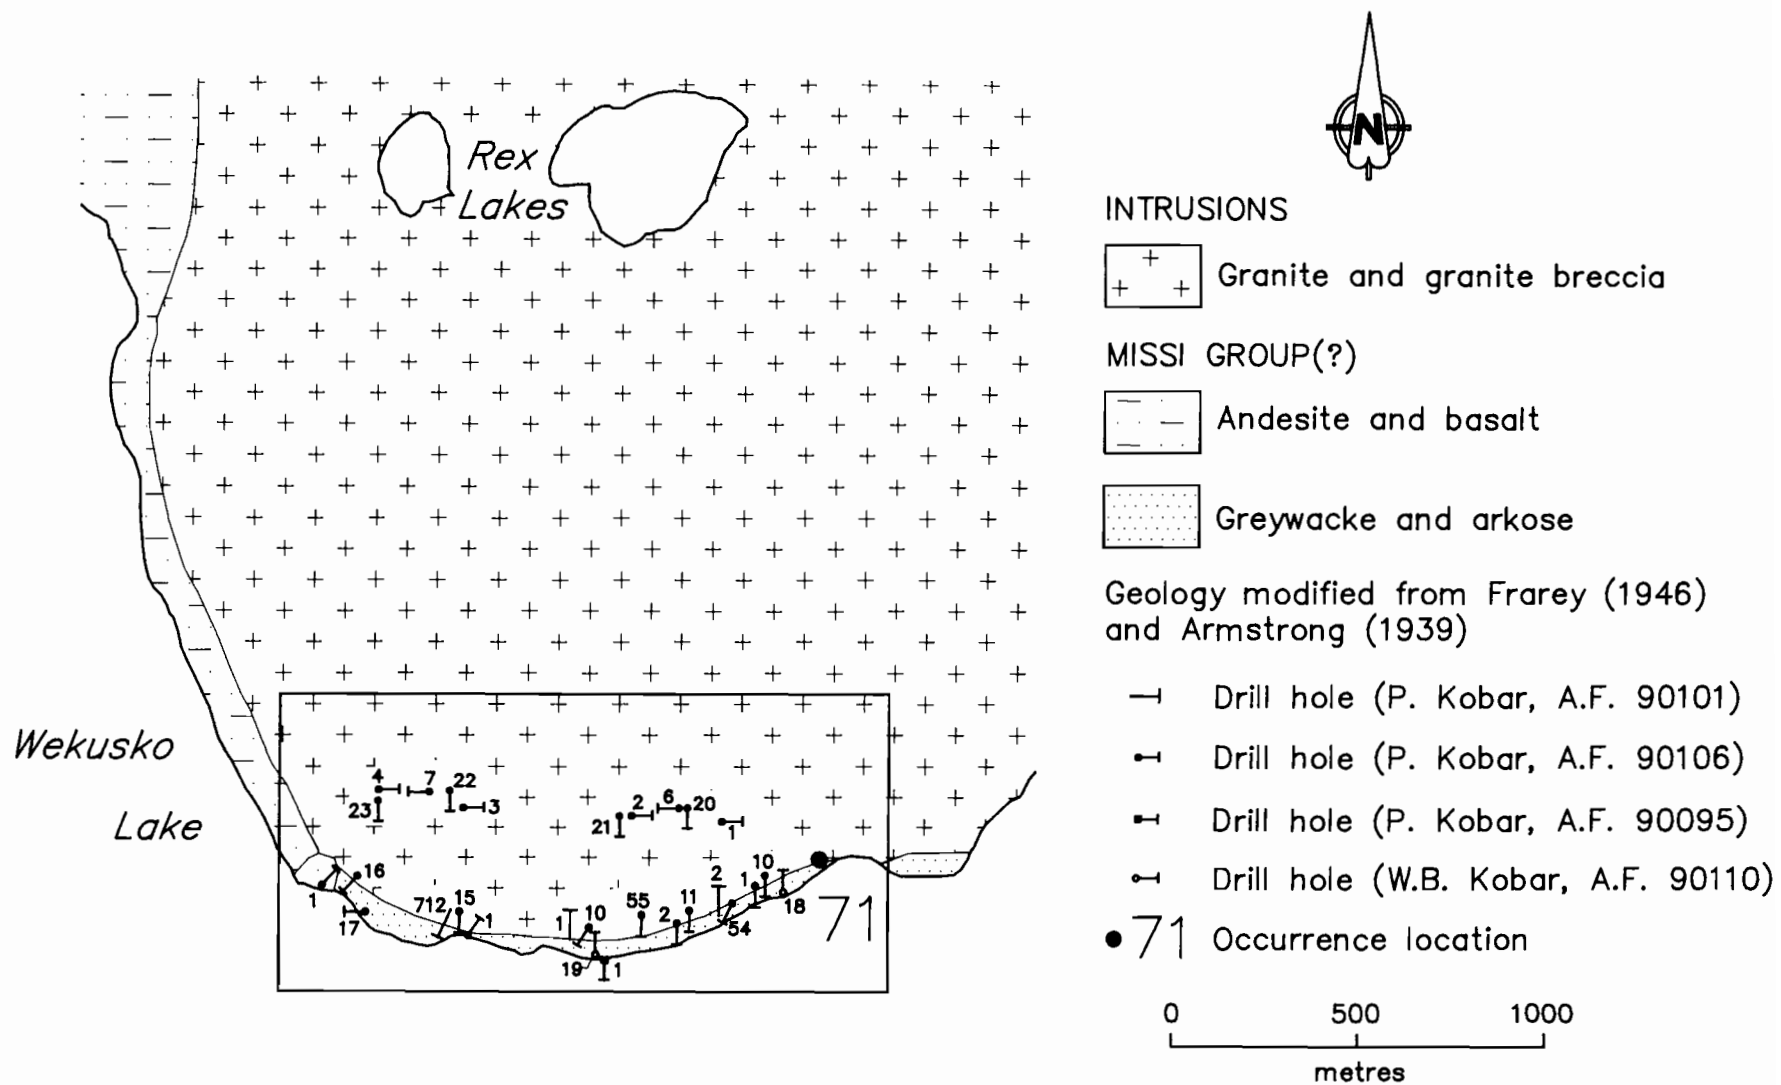 Rex
Lakes
Wekusko
Lake
4
7
22
23
3
2
6
20
21
1
16
1
17
712
15
1
1
10
55
2
11
2
1
10
54
18
19
1
71
N
INTRUSIONS
Granite and granite breccia
MISSI GROUP(?)
Andesite and basalt
Greywacke and arkose
Geology modified from Frarey (1946)
and Armstrong (1939)
Drill hole (P. Kobar, A.F. 90101)
Drill hole (P. Kobar, A.F. 90106)
Drill hole (P. Kobar, A.F. 90095)
Drill hole (W.B. Kobar, A.F. 90110)
71 Occurrence location
0 500 1000
metres